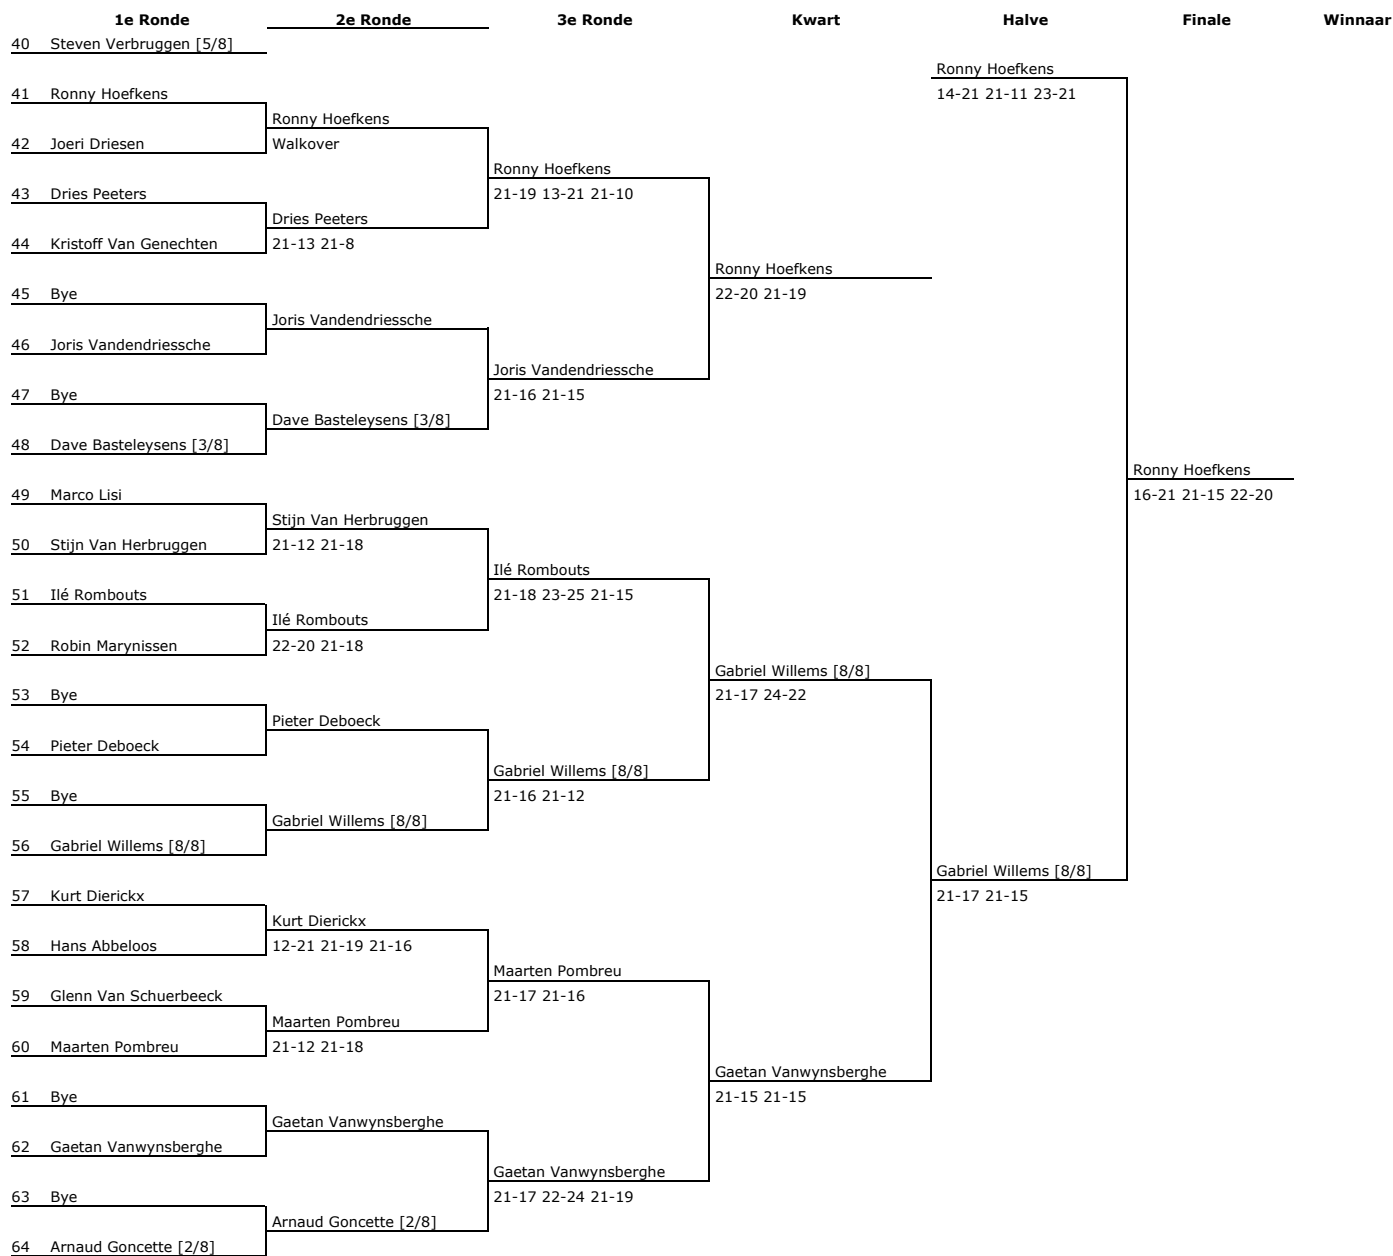 1e Ronde 2e Ronde 3e Ronde Kwart Halve Finale Winnaar
40 Steven Verbruggen [5/8]
Ronny Hoefkens
41 Ronny Hoefkens
14-21 21-11 23-21
Ronny Hoefkens
42 Joeri Driesen
Walkover
Ronny Hoefkens
43 Dries Peeters
21-19 13-21 21-10
Dries Peeters
44 Kristoff Van Genechten
21-13 21-8
Ronny Hoefkens
45 Bye
22-20 21-19
Joris Vandendriessche
46 Joris Vandendriessche
Joris Vandendriessche
47 Bye
21-16 21-15
Dave Basteleysens [3/8]
48 Dave Basteleysens [3/8]
Ronny Hoefkens
49 Marco Lisi
16-21 21-15 22-20
Stijn Van Herbruggen
50 Stijn Van Herbruggen
21-12 21-18
Ilé Rombouts
51 Ilé Rombouts
21-18 23-25 21-15
Ilé Rombouts
52 Robin Marynissen
22-20 21-18
Gabriel Willems [8/8]
53 Bye
21-17 24-22
Pieter Deboeck
54 Pieter Deboeck
Gabriel Willems [8/8]
55 Bye
21-16 21-12
Gabriel Willems [8/8]
56 Gabriel Willems [8/8]
Gabriel Willems [8/8]
57 Kurt Dierickx
21-17 21-15
Kurt Dierickx
58 Hans Abbeloos
12-21 21-19 21-16
Maarten Pombreu
59 Glenn Van Schuerbeeck
21-17 21-16
Maarten Pombreu
60 Maarten Pombreu
21-12 21-18
Gaetan Vanwynsberghe
61 Bye
21-15 21-15
Gaetan Vanwynsberghe
62 Gaetan Vanwynsberghe
Gaetan Vanwynsberghe
63 Bye
21-17 22-24 21-19
Arnaud Goncette [2/8]
64 Arnaud Goncette [2/8]